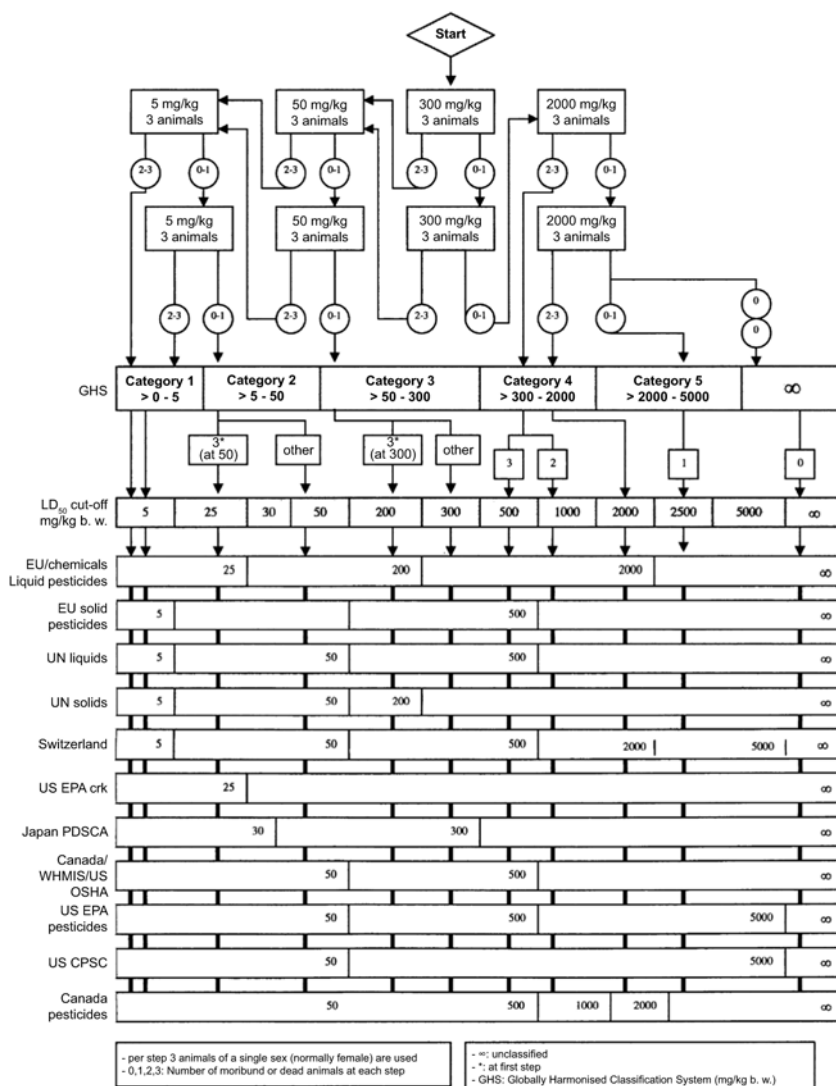 Start
5 mg/kg
3 animals
50 mg/kg
3 animals
300 mg/kg
3 animals
2000 mg/kg
3 animals
2-3
0-1
2-3
0-1
2-3
0-1
2-3
0-1
5 mg/kg
3 animals
50 mg/kg
3 animals
300 mg/kg
3 animals
2000 mg/kg
3 animals
2-3
0-1
2-3
0-1
2-3
0-1
2-3
0-1
0
0
GHS
Category 1
> 0 - 5
Category 2
> 5 - 50
Category 3
> 50 - 300
Category 4
> 300 - 2000
Category 5
> 2000 - 5000
∞
3*
(at 50)
other
3*
(at 300)
other
3
2
1
0
LD50 cut-off
mg/kg b. w.
5 25 30 50 200 300 500 1000 2000 2500 5000 ∞
EU/chemicals
Liquid pesticides
25 200 2000 ∞
EU solid
pesticides
5 500 ∞
UN liquids
5 50 500 ∞
UN solids
5 50 200 ∞
Switzerland
5 50 500 2000 5000 ∞
US EPA crk
25 ∞
Japan PDSCA
30 300 ∞
Canada/
WHMIS/US
OSHA
50 500 ∞
US EPA
pesticides
50 500 5000 ∞
US CPSC
50 5000 ∞
Canada
pesticides
50 500 1000 2000 ∞
- per step 3 animals of a single sex (normally female) are used
- 0,1,2,3: Number of moribund or dead animals at each step
- ∞: unclassified
- *: at first step
- GHS: Globally Harmonised Classification System (mg/kg b. w.)